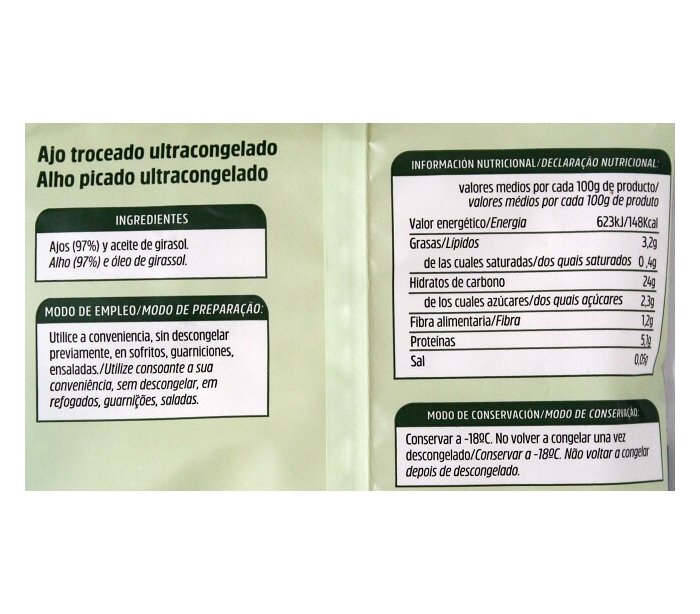 Ajo troceado ultracongelado
Alho picado ultracongelado
INGREDIENTES
Ajos (97%) y aceite de girasol.
Alho (97%) e óleo de girassol.
MODO DE EMPLEO/MODO DE PREPARAÇÃO:
Utilice a conveniencia, sin descongelar
previamente, en sofritos, guarniciones,
ensaladas./Utilize consoante a sua
conveniência, sem descongelar, em
refogados, guarnições, saladas.
INFORMACIÓN NUTRICIONAL/DECLARAÇÃO NUTRICIONAL:
valores medios por cada 100g de producto/
valores médios por cada 100g de produto
Valor energético/Energia 623kJ/148Kcal
Grasas/Lípidos 3,2g
de las cuales saturadas/dos quais saturados 0,4g
Hidratos de carbono 24g
de los cuales azúcares/dos quais açúcares 2,3g
Fibra alimentaria/Fibra 1,2g
Proteínas 5,1g
Sal 0,05g
MODO DE CONSERVACIÓN/MODO DE CONSERVAÇÃO:
Conservar a -18ºC. No volver a congelar una vez
descongelado/Conservar a -18ºC. Não voltar a congelar
depois de descongelado.